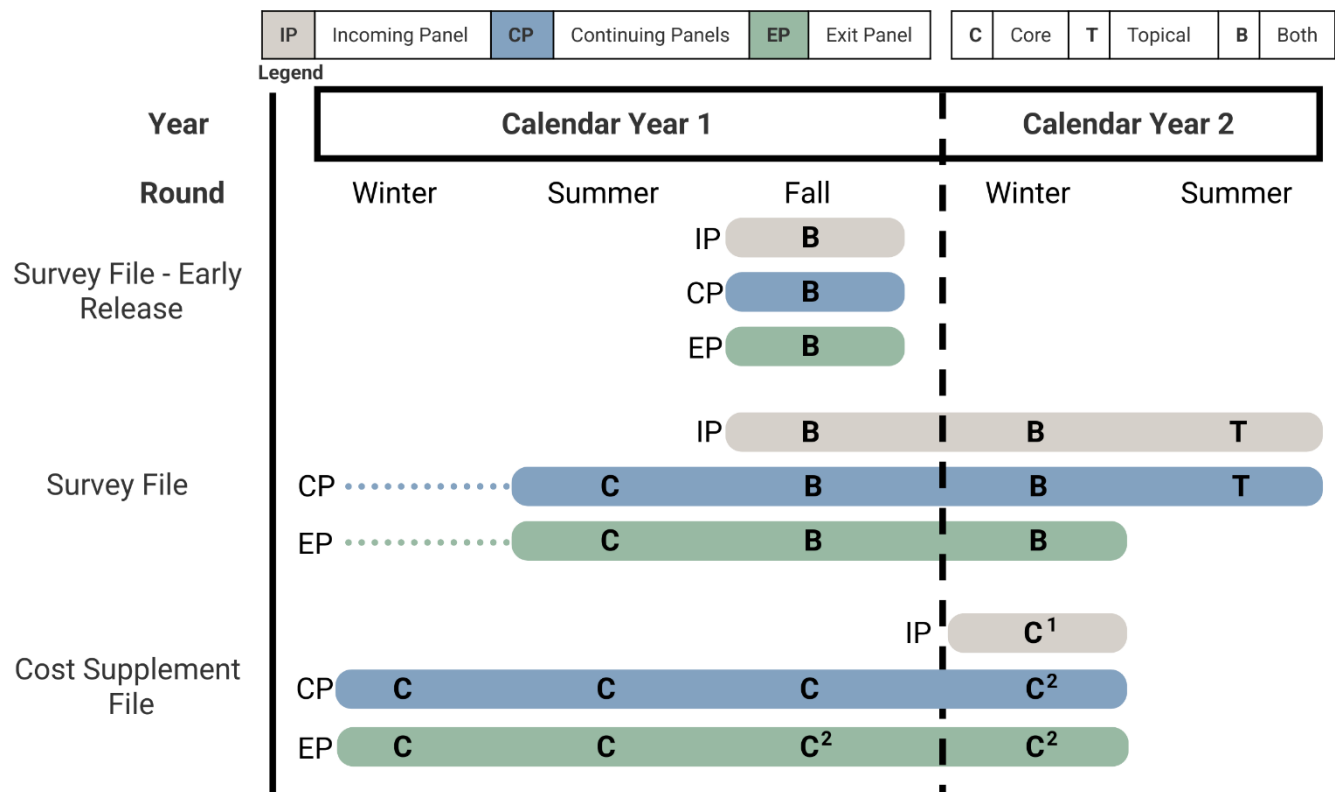 IP Incoming Panel CP Continuing Panels EP Exit Panel C Core T Topical B Both
Legend
Year Calendar Year 1 Calendar Year 2
Round Winter Summer Fall Winter Summer
IP B
Survey File - Early
Release
CP B
EP B
IP B B T
Survey File CP C B B T
EP C B B
IP C¹
Cost Supplement
File
CP C C C C²
EP C C C² C²